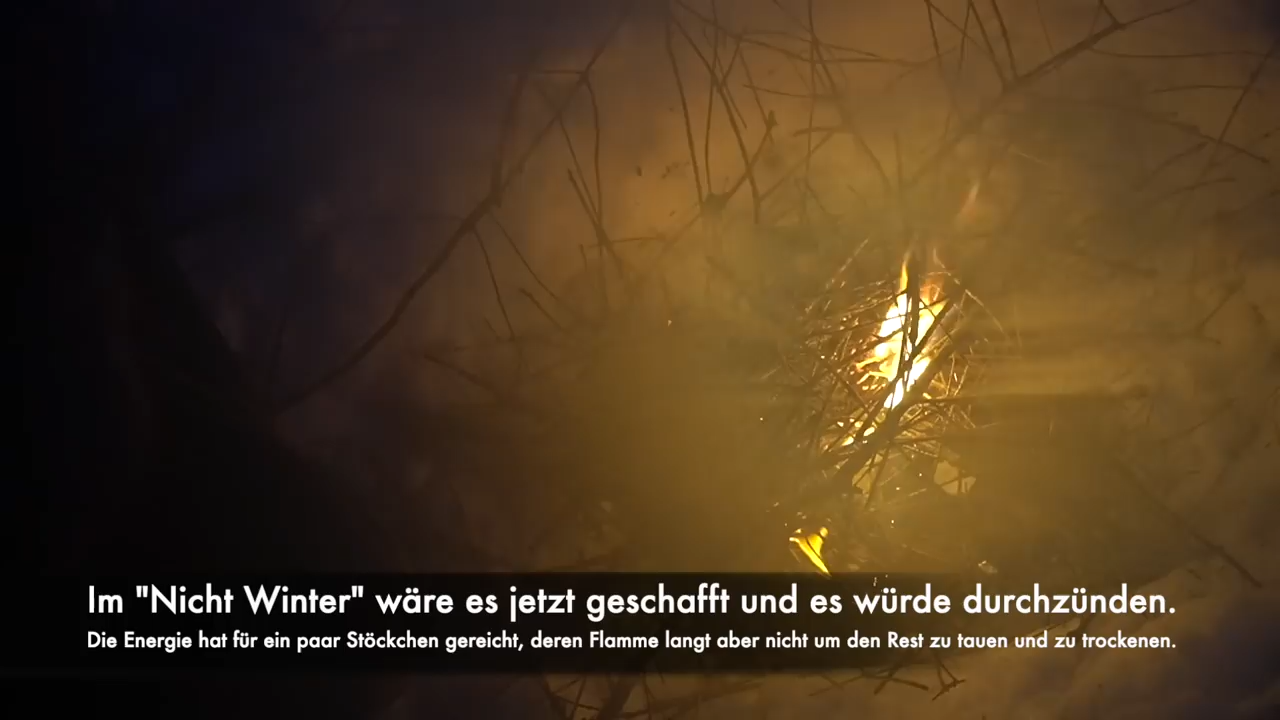 Im "Nicht Winter" wäre es jetzt geschafft und es würde durchzünden.
Die Energie hat für ein paar Stöckchen gereicht, deren Flamme langt aber nicht um den Rest zu tauen und zu trockenen.